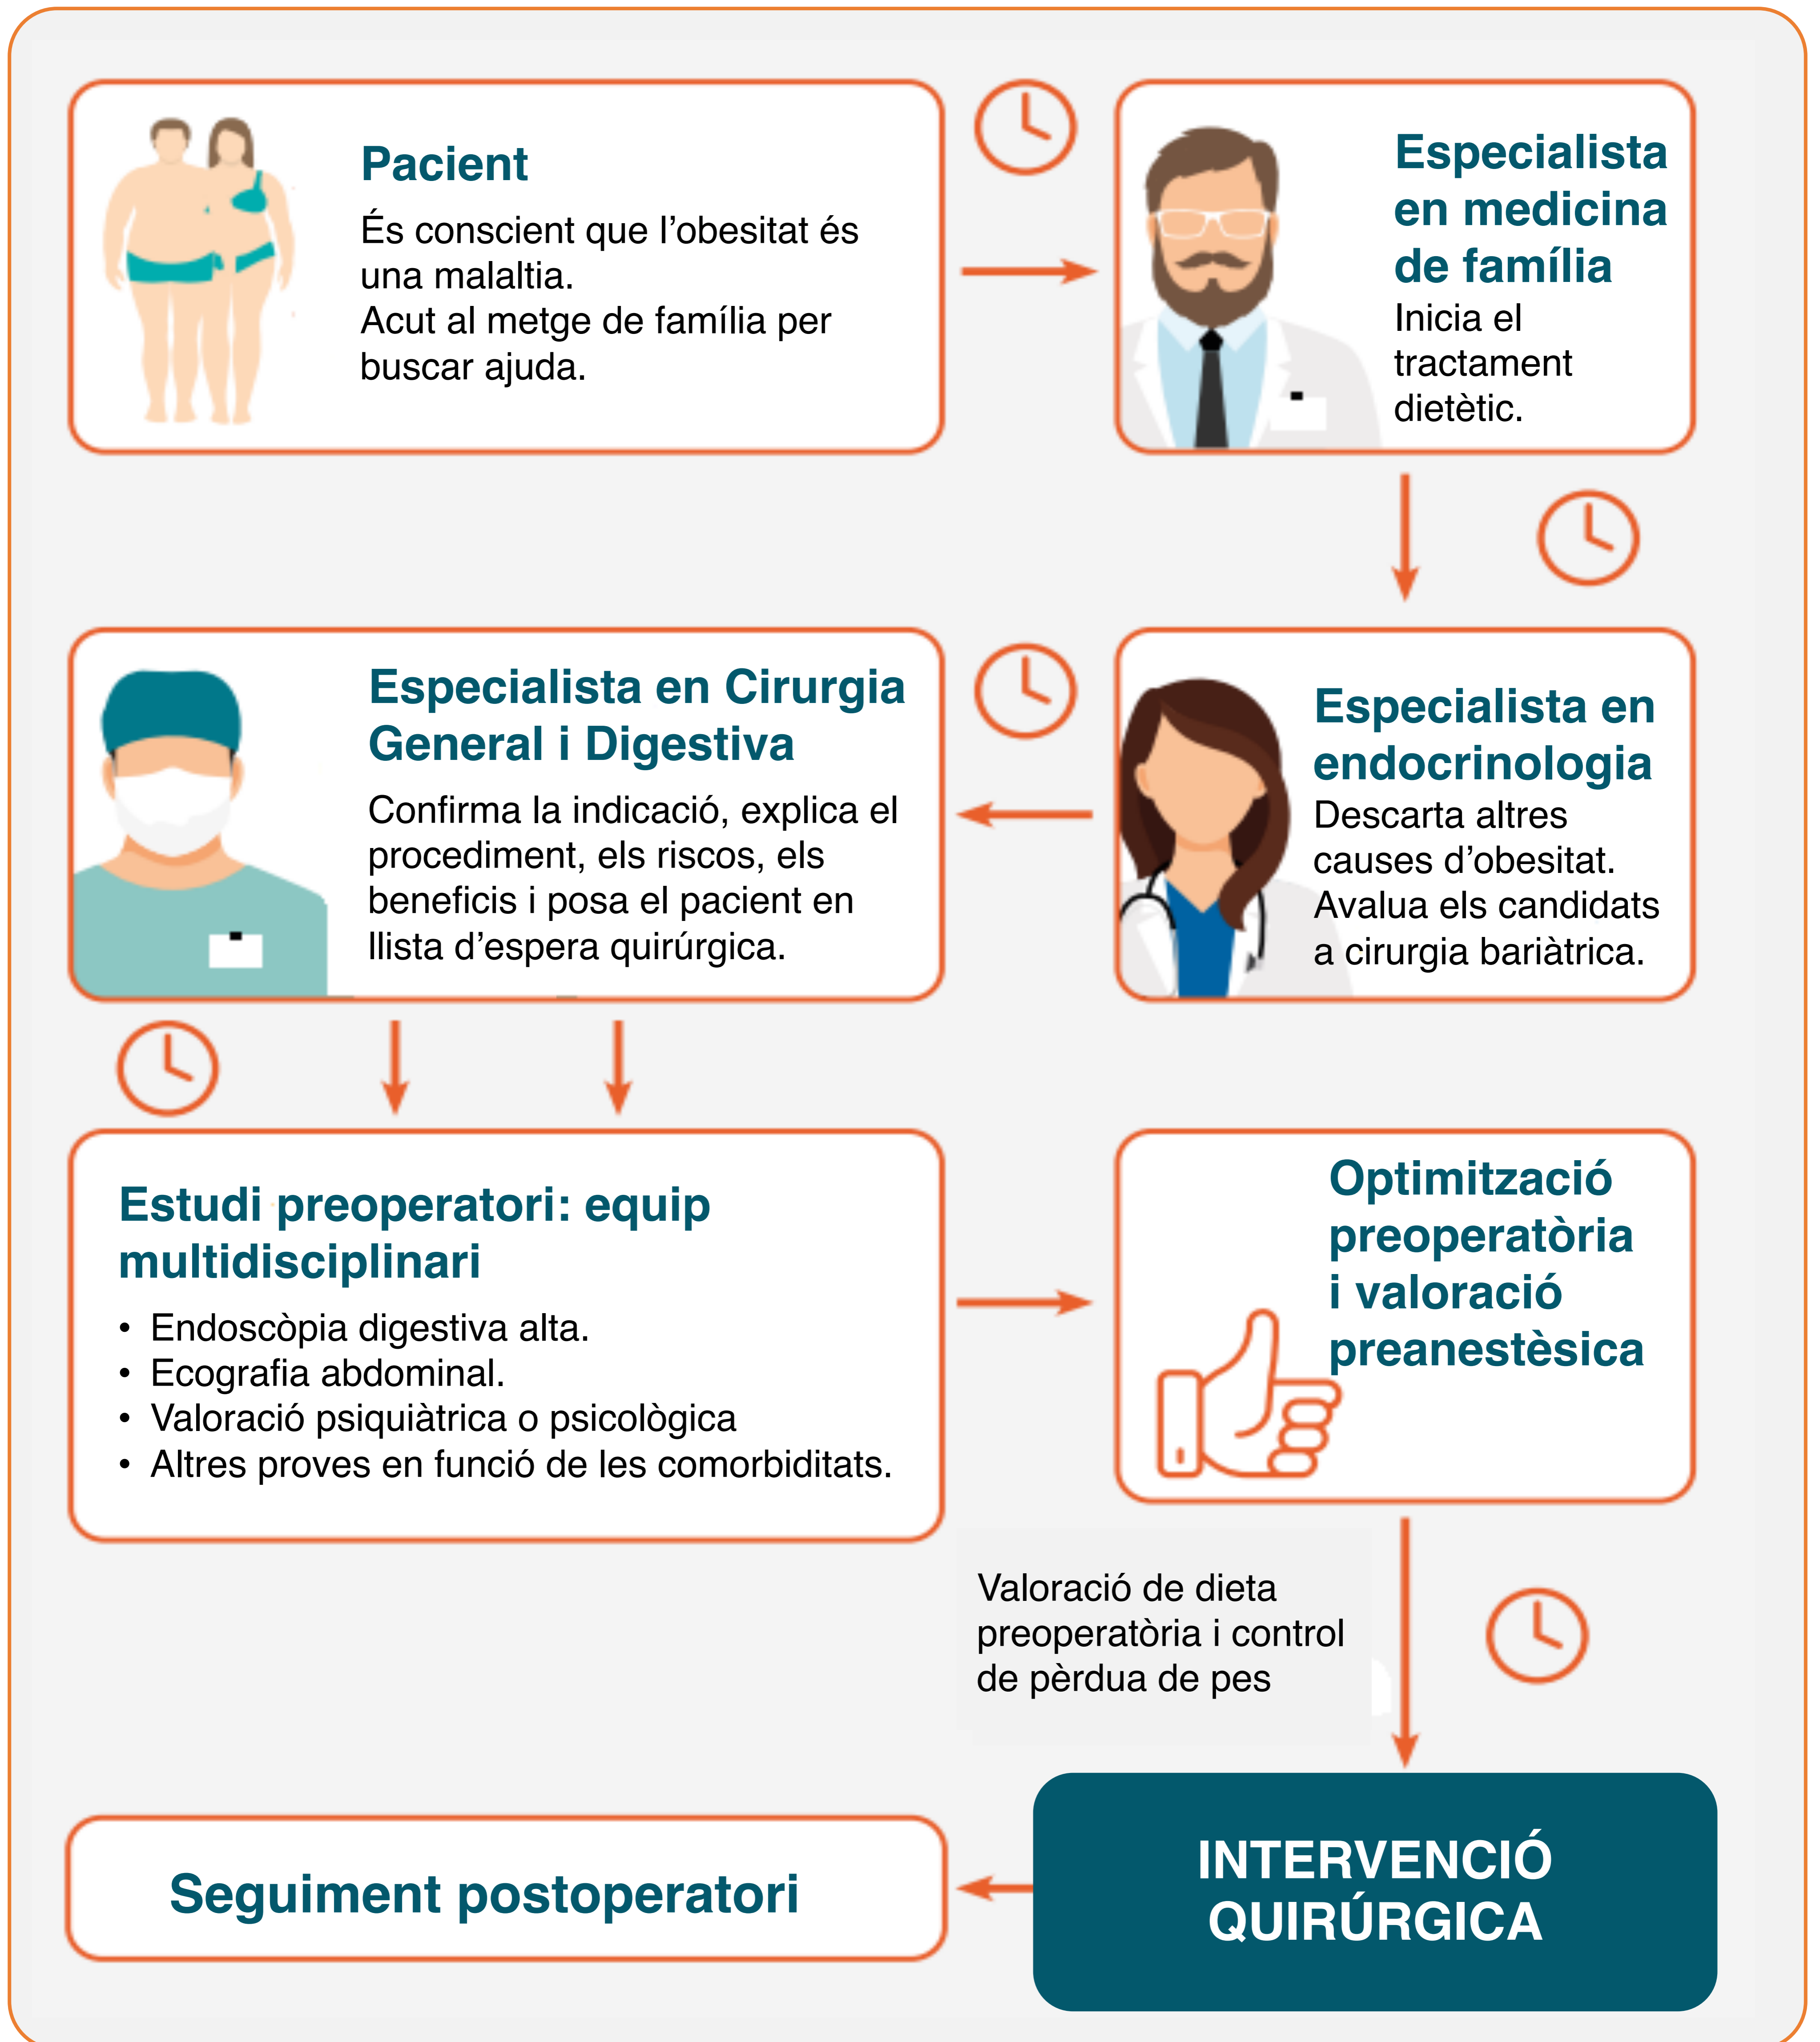 Pacient
És conscient que l’obesitat és
una malaltia.
Acut al metge de família per
buscar ajuda.
Especialista
en medicina
de família
Inicia el
tractament
dietètic.
Especialista en
endocrinologia
Descarta altres
causes d’obesitat.
Avalua els candidats
a cirurgia bariàtrica.
Especialista en Cirurgia
General i Digestiva
Confirma la indicació, explica el
procediment, els riscos, els
beneficis i posa el pacient en
llista d’espera quirúrgica.
Estudi preoperatori: equip
multidisciplinari
• Endoscòpia digestiva alta.
• Ecografia abdominal.
• Valoració psiquiàtrica o psicològica
• Altres proves en funció de les comorbiditats.
Optimització
preoperatòria
i valoració
preanestèsica
Valoració de dieta
preoperatòria i control
de pèrdua de pes
INTERVENCIÓ
QUIRÚRGICA
Seguiment postoperatori